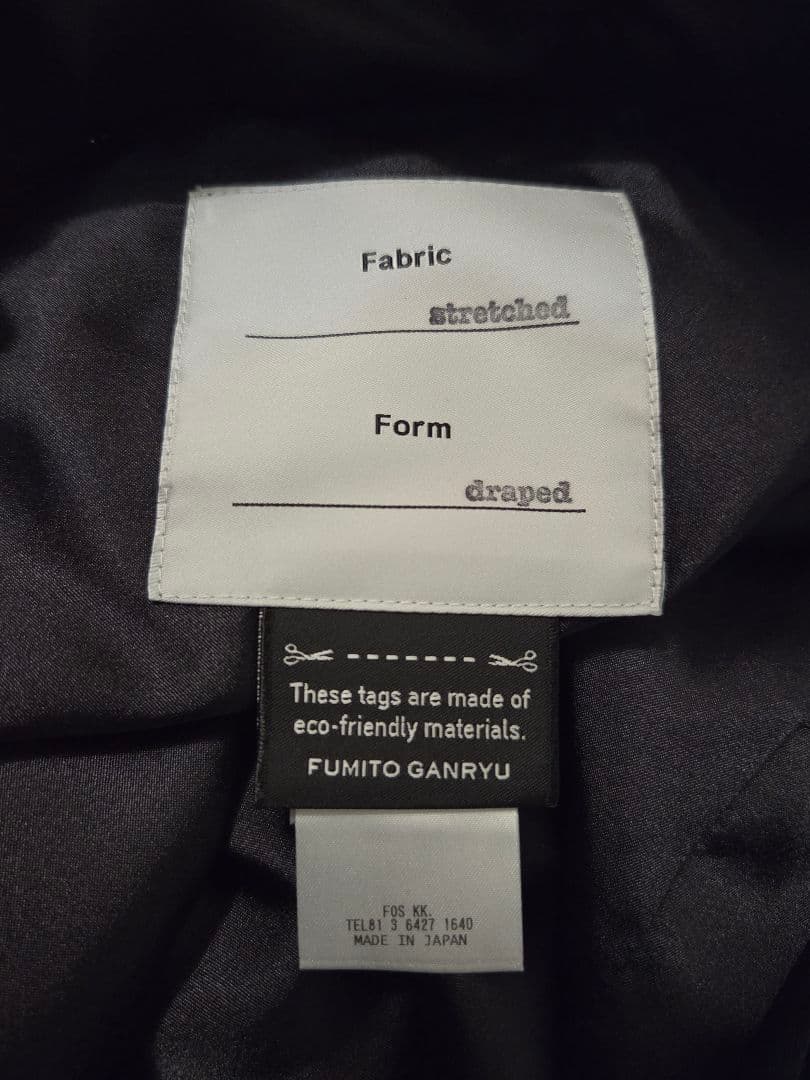 Fabric
stretched
Form
draped
These tags are made of
eco-friendly materials.
FUMITO GANRYU
FOS KK.
TEL81 3 6427 1640
MADE IN JAPAN